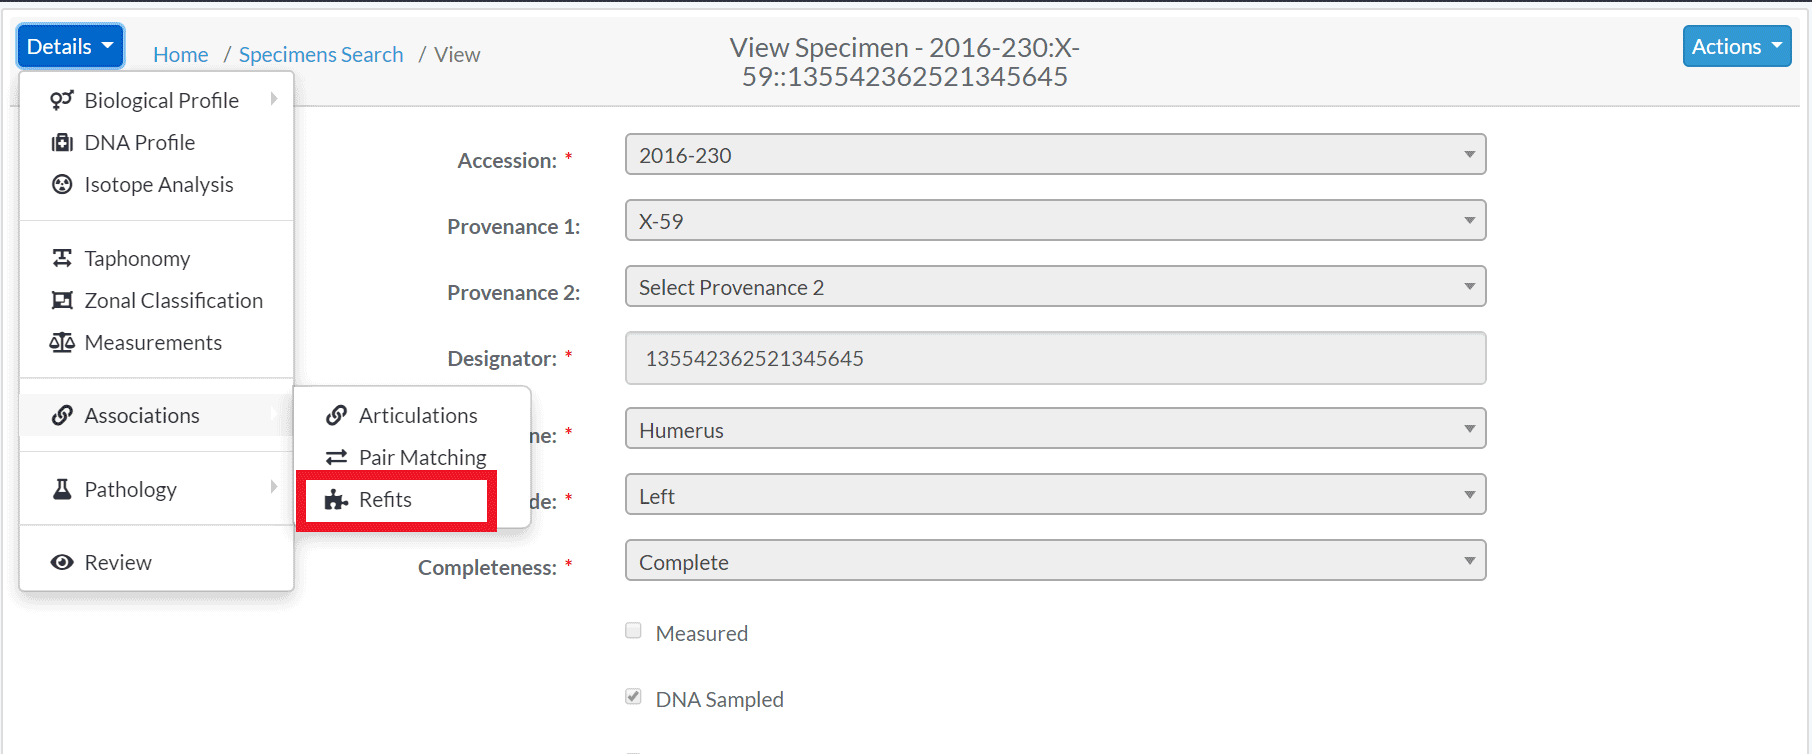 Details
Home / Specimens Search / View
View Specimen - 2016-230:X-
59::135542362521345645
Actions
Biological Profile
DNA Profile
Isotope Analysis
Taphonomy
Zonal Classification
Measurements
Associations
Pathology
Review
Articulations
Pair Matching
Refits
Accession: *
2016-230
Provenance 1:
X-59
Provenance 2:
Select Provenance 2
Designator: *
135542362521345645
ne: *
Humerus
de: *
Left
Completeness: *
Complete
Measured
DNA Sampled